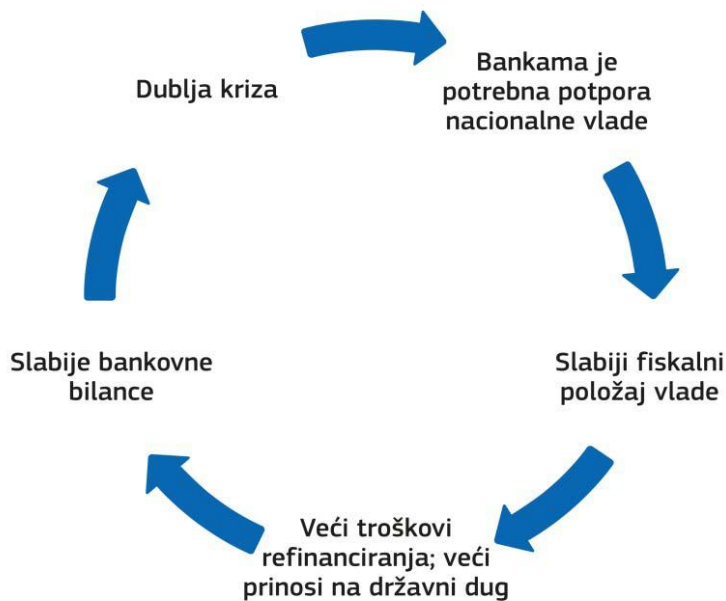 Dublja kriza
Bankama je
potrebna potpora
nacionalne vlade
Slabiji fiskalni
položaj vlade
Veći troškovi
refinanciranja; veći
prinosi na državni dug
Slabije bankovne
bilance